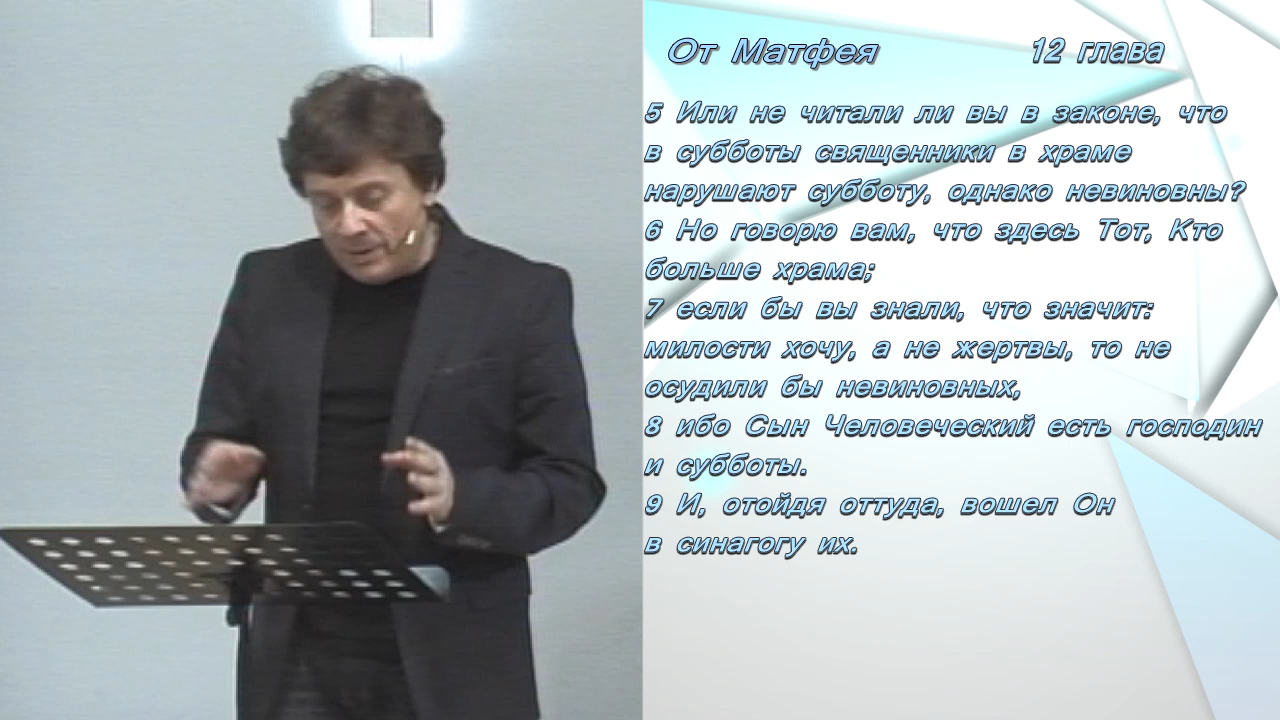 От Матфея 12 глава
5 Или не читали ли вы в законе, что
в субботы священники в храме
нарушают субботу, однако невиновны?
6 Но говорю вам, что здесь Тот, Кто
больше храма;
7 если бы вы знали, что значит:
милости хочу, а не жертвы, то не
осудили бы невиновных,
8 ибо Сын Человеческий есть господин
и субботы.
9 И, отойдя оттуда, вошел Он
в синагогу их.